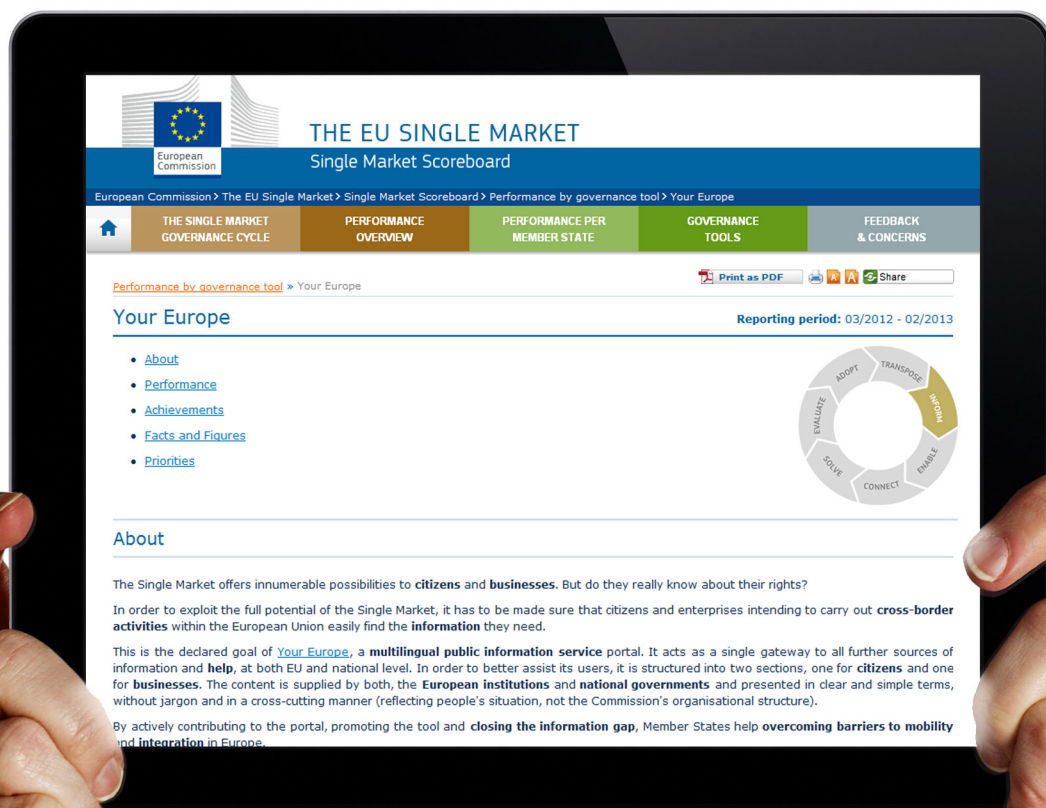 European
Commission
THE EU SINGLE MARKET
Single Market Scoreboard
European Commission > The EU Single Market > Single Market Scoreboard > Performance by governance tool > Your Europe
THE SINGLE MARKET
GOVERNANCE CYCLE
PERFORMANCE
OVERVIEW
PERFORMANCE PER
MEMBER STATE
GOVERNANCE
TOOLS
FEEDBACK
& CONCERNS
Print as PDF
A
A
Share
Performance by governance tool » Your Europe
Your Europe
Reporting period: 03/2012 - 02/2013
• About
• Performance
• Achievements
• Facts and Figures
• Priorities
ADOPT
TRANSPOSE
INFORM
ENABLE
CONNECT
SOLVE
EVALUATE
About
The Single Market offers innumerable possibilities to citizens and businesses. But do they really know about their rights?
In order to exploit the full potential of the Single Market, it has to be made sure that citizens and enterprises intending to carry out cross-border
activities within the European Union easily find the information they need.
This is the declared goal of Your Europe, a multilingual public information service portal. It acts as a single gateway to all further sources of
information and help, at both EU and national level. In order to better assist its users, it is structured into two sections, one for citizens and one
for businesses. The content is supplied by both, the European institutions and national governments and presented in clear and simple terms,
without jargon and in a cross-cutting manner (reflecting people's situation, not the Commission's organisational structure).
By actively contributing to the portal, promoting the tool and closing the information gap, Member States help overcoming barriers to mobility
and integration in Europe.